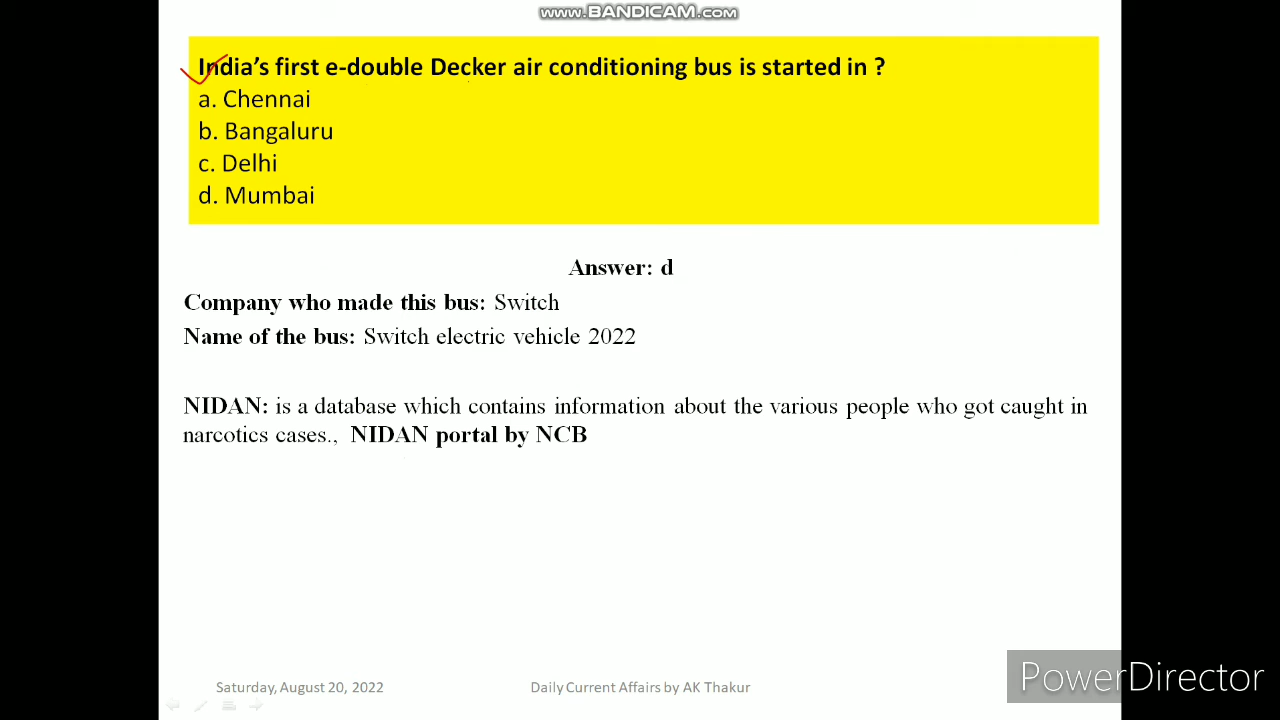 www.BANDICAM.com
India's first e-double Decker air conditioning bus is started in ?
a. Chennai
b. Bangaluru
c. Delhi
d. Mumbai
Answer: d
Company who made this bus: Switch
Name of the bus: Switch electric vehicle 2022
NIDAN: is a database which contains information about the various people who got caught in
narcotics cases., NIDAN portal by NCB
Saturday, August 20, 2022
Daily Current Affairs by AK Thakur
PowerDirector